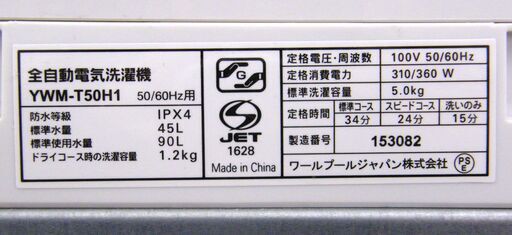 全自動電気洗濯機
YWM-T50H1 50/60Hz用
防水等級 IPX4
標準水量 45L
標準使用水量 90L
ドライコース時の洗濯容量 1.2kg
G
S
JET
1628
Made in China
定格電圧・周波数 100V 50/60Hz
定格消費電力 310/360 W
標準洗濯容量 5.0kg
定格時間 標準コース スピードコース 洗いのみ
34分 24分 15分
製造番号 153082
ワールプールジャパン株式会社 PSE